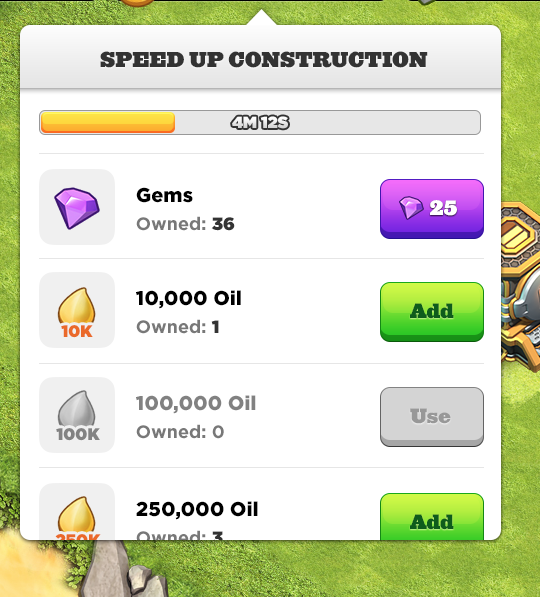 SPEED UP CONSTRUCTION
4M 12S
Gems
Owned: 36
25
10,000 Oil
Owned: 1
10K
Add
100,000 Oil
Owned: 0
100K
Use
250,000 Oil
Owned: 3
250K
Add